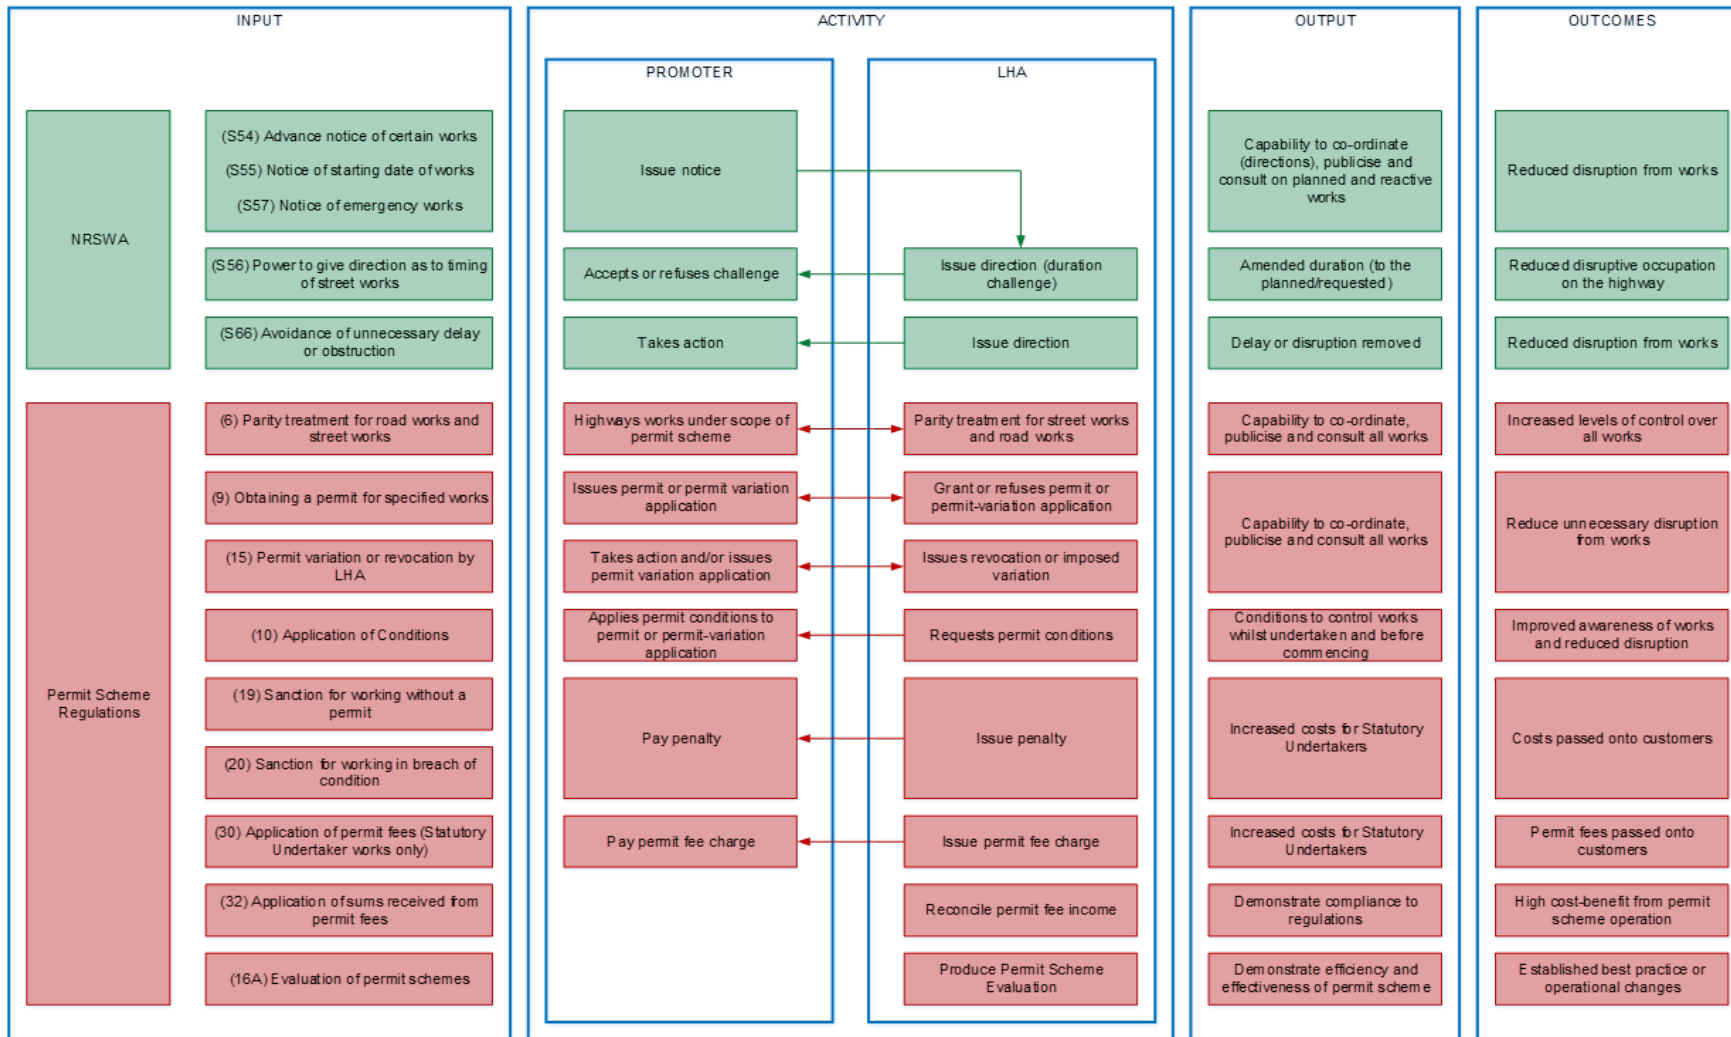 INPUT
ACTIVITY
OUTPUT
OUTCOMES
PROMOTER
LHA
NRSWA
(S54) Advance notice of certain works
(S55) Notice of starting date of works
(S57) Notice of emergency works
Issue notice
Capability to co-ordinate
(directions), publicise and
consult on planned and reactive
works
Reduced disruption from works
(S56) Power to give direction as to timing
of street works
Accepts or refuses challenge
Issue direction (duration
challenge)
Amended duration (to the
planned/requested)
Reduced disruptive occupation
on the highway
(S66) Avoidance of unnecessary delay
or obstruction
Takes action
Issue direction
Delay or disruption removed
Reduced disruption from works
Permit Scheme
Regulations
(6) Parity treatment for road works and
street works
Highways works under scope of
permit scheme
Parity treatment for street works
and road works
Capability to co-ordinate,
publicise and consult all works
Increased levels of control over
all works
(9) Obtaining a permit for specified works
Issues permit or permit variation
application
Grant or refuses permit or
permit-variation application
Capability to co-ordinate,
publicise and consult all works
Reduce unnecessary disruption
from works
(15) Permit variation or revocation by
LHA
Takes action and/or issues
permit variation application
Issues revocation or imposed
variation
(10) Application of Conditions
Applies permit conditions to
permit or permit-variation
application
Requests permit conditions
Conditions to control works
whilst undertaken and before
commencing
Improved awareness of works
and reduced disruption
(19) Sanction for working without a
permit
Pay penalty
Issue penalty
Increased costs for Statutory
Undertakers
Costs passed onto customers
(20) Sanction for working in breach of
condition
(30) Application of permit fees (Statutory
Undertaker works only)
Pay permit fee charge
Issue permit fee charge
Increased costs for Statutory
Undertakers
Permit fees passed onto
customers
(32) Application of sums received from
permit fees
Reconcile permit fee income
Demonstrate compliance to
regulations
High cost-benefit from permit
scheme operation
(16A) Evaluation of permit schemes
Produce Permit Scheme
Evaluation
Demonstrate efficiency and
effectiveness of permit scheme
Established best practice or
operational changes